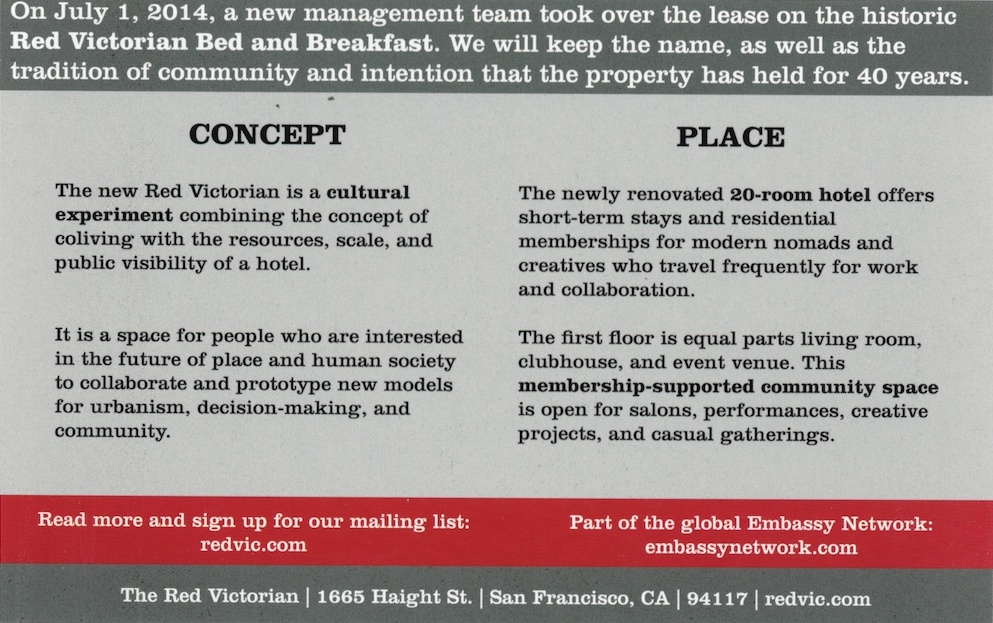 On July 1, 2014, a new management team took over the lease on the historic
Red Victorian Bed and Breakfast. We will keep the name, as well as the
tradition of community and intention that the property has held for 40 years.
CONCEPT
The new Red Victorian is a cultural
experiment combining the concept of
coliving with the resources, scale, and
public visibility of a hotel.
It is a space for people who are interested
in the future of place and human society
to collaborate and prototype new models
for urbanism, decision-making, and
community.
PLACE
The newly renovated 20-room hotel offers
short-term stays and residential
memberships for modern nomads and
creatives who travel frequently for work
and collaboration.
The first floor is equal parts living room,
clubhouse, and event venue. This
membership-supported community space
is open for salons, performances, creative
projects, and casual gatherings.
Read more and sign up for our mailing list:
redvic.com
Part of the global Embassy Network:
embassynetwork.com
The Red Victorian | 1665 Haight St. | San Francisco, CA | 94117 | redvic.com